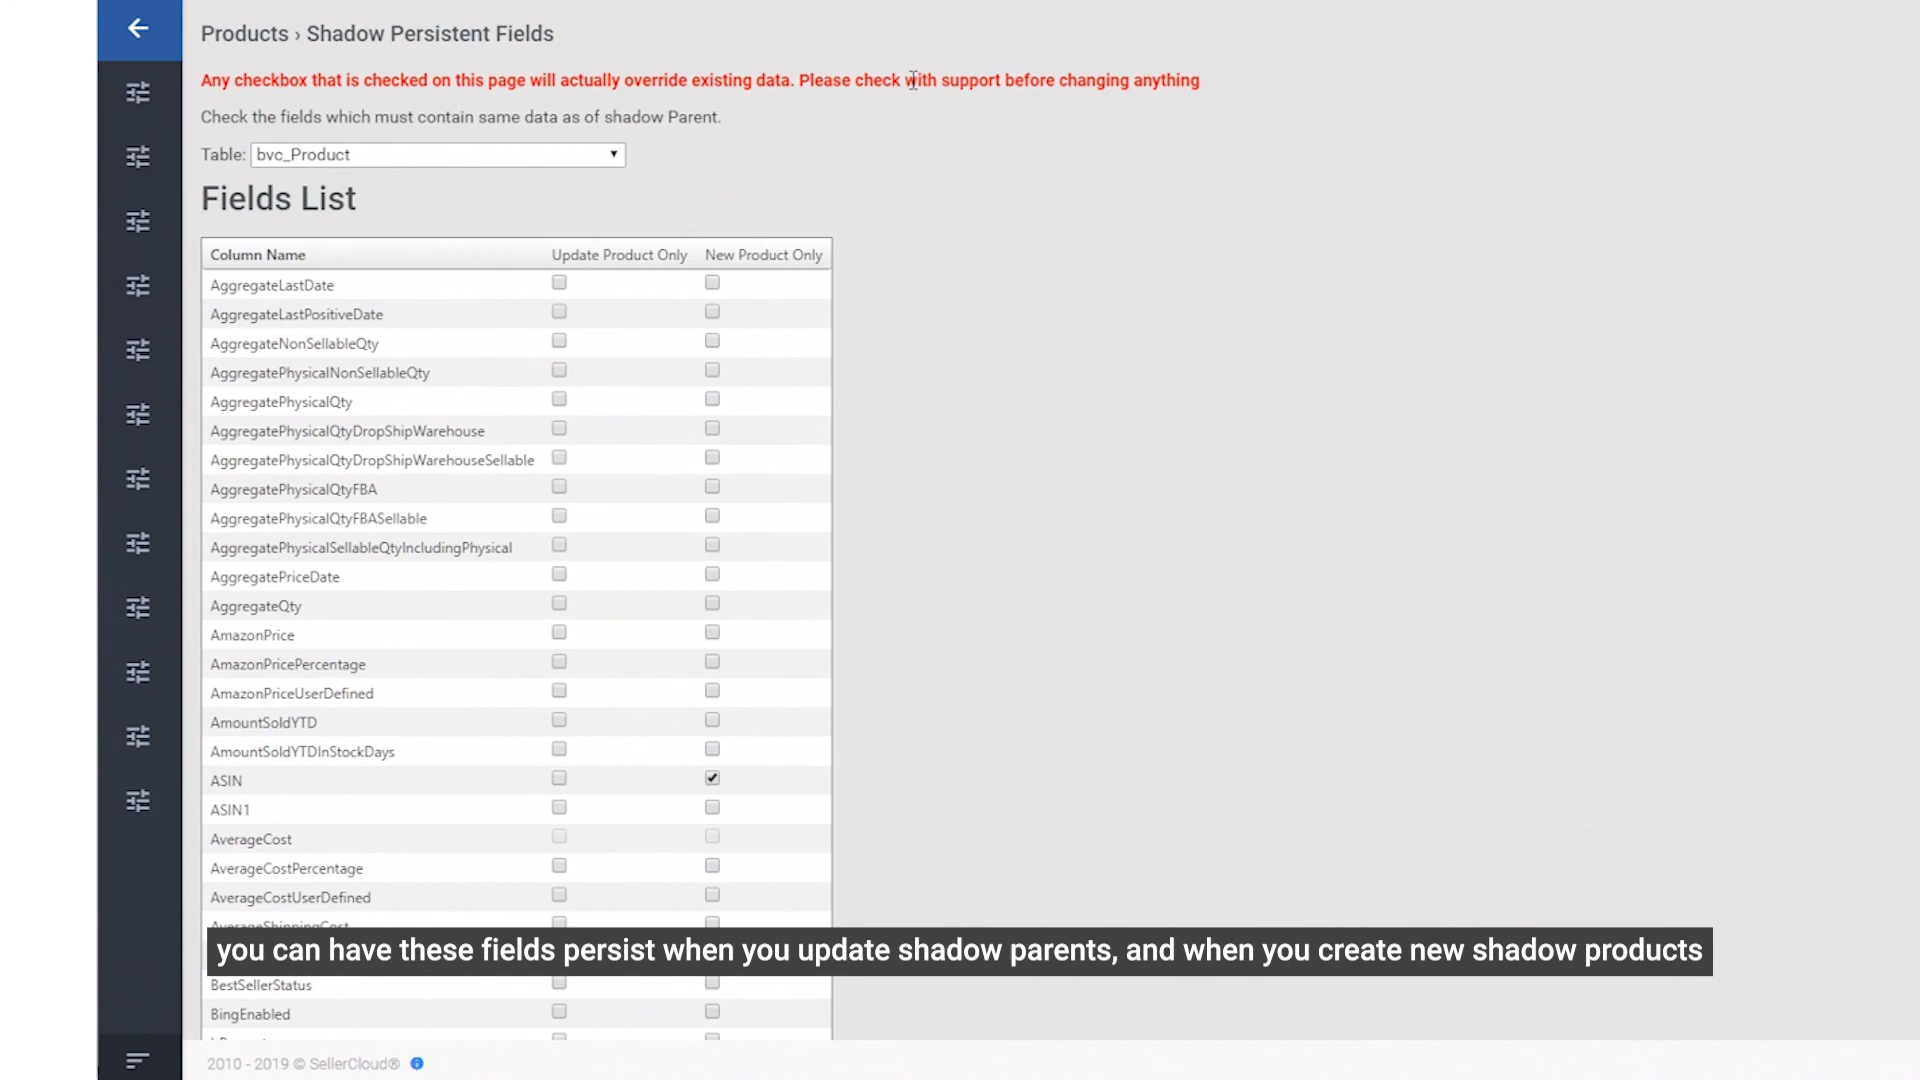 Products › Shadow Persistent Fields
Any checkbox that is checked on this page will actually override existing data. Please check with support before changing anything
Check the fields which must contain same data as of shadow Parent.
Table: bvc_Product
Fields List
Column Name Update Product Only New Product Only
AggregateLastDate
AggregateLastPositiveDate
AggregateNonSellableQty
AggregatePhysicalNonSellableQty
AggregatePhysicalQty
AggregatePhysicalQtyDropShipWarehouse
AggregatePhysicalQtyDropShipWarehouseSellable
AggregatePhysicalQtyFBA
AggregatePhysicalQtyFBASellable
AggregatePhysicalSellableQtyIncludingPhysical
AggregatePriceDate
AggregateQty
AmazonPrice
AmazonPricePercentage
AmazonPriceUserDefined
AmountSoldYTD
AmountSoldYTDInStockDays
ASIN
ASIN1
AverageCost
AverageCostPercentage
AverageCostUserDefined
AverageShippingCost
you can have these fields persist when you update shadow parents, and when you create new shadow products
BestSellerStatus
BingEnabled
2010 - 2019 © SellerCloud®